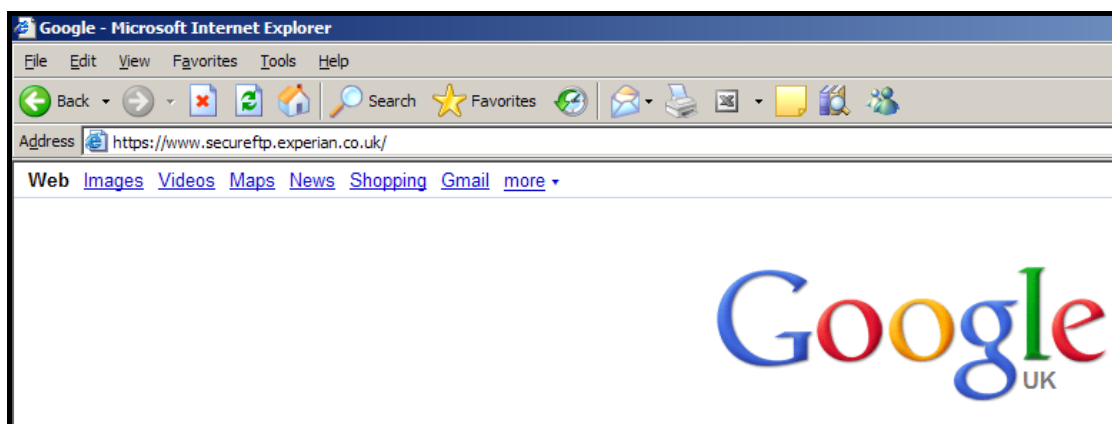 Google - Microsoft Internet Explorer
File Edit View Favorites Tools Help
Back Search Favorites
Address https://www.secureftp.experian.co.uk/
Web Images Videos Maps News Shopping Gmail more
Google
UK